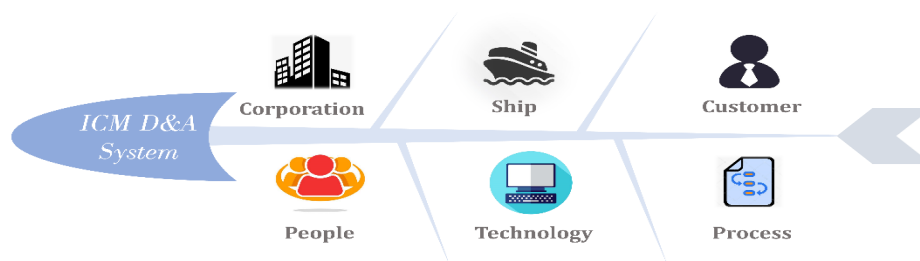 ICM D&A
System
Corporation
Ship
Customer
People
Technology
Process